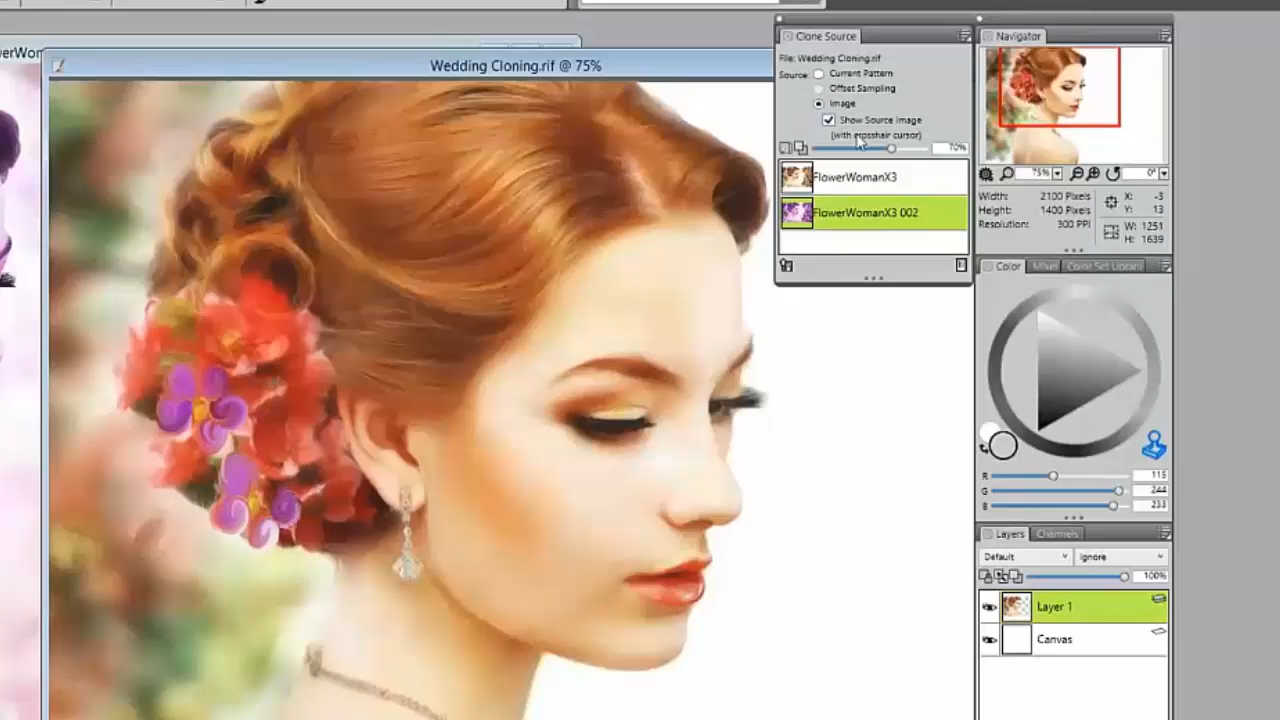 Clone Source
Navigator
erWon
Wedding Cloning.rif @ 75%
File: Wedding Cloning.rif
Source:
Current Pattern
Offset Sampling
Image
Show Source Image
(with crosshair cursor)
70%
FlowerWomanX3
FlowerWomanX3 002
75%
0°
Width: 2100 Pixels
Height: 1400 Pixels
Resolution: 300 PPI
X: -3
Y: 13
W: 1251
H: 1639
Color
Mixer
Color Set Librari
R 115
G 244
B 233
Layers
Channels
Default
Ignore
100%
Layer 1
Canvas